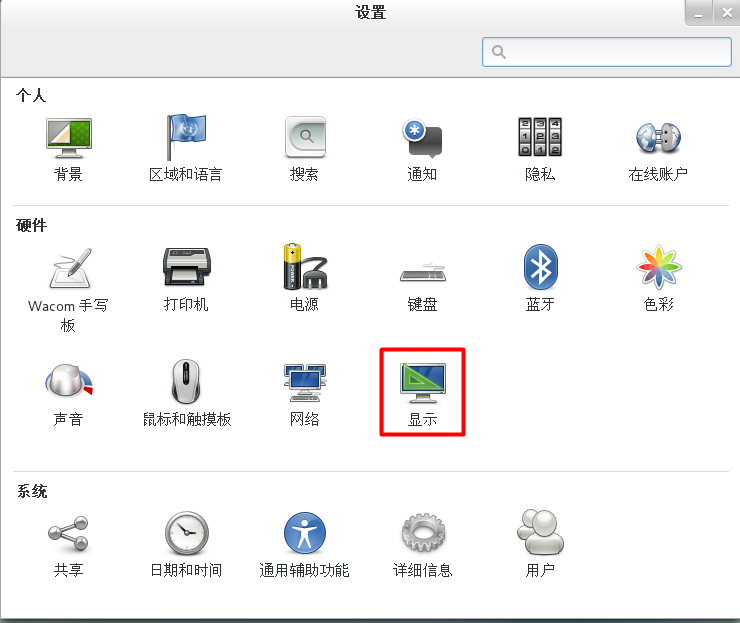 设置
个人
背景
区域和语言
搜索
通知
隐私
在线账户
硬件
Wacom 手写
板
打印机
电源
键盘
蓝牙
色彩
声音
鼠标和触摸板
网络
显示
系统
共享
日期和时间
通用辅助功能
详细信息
用户